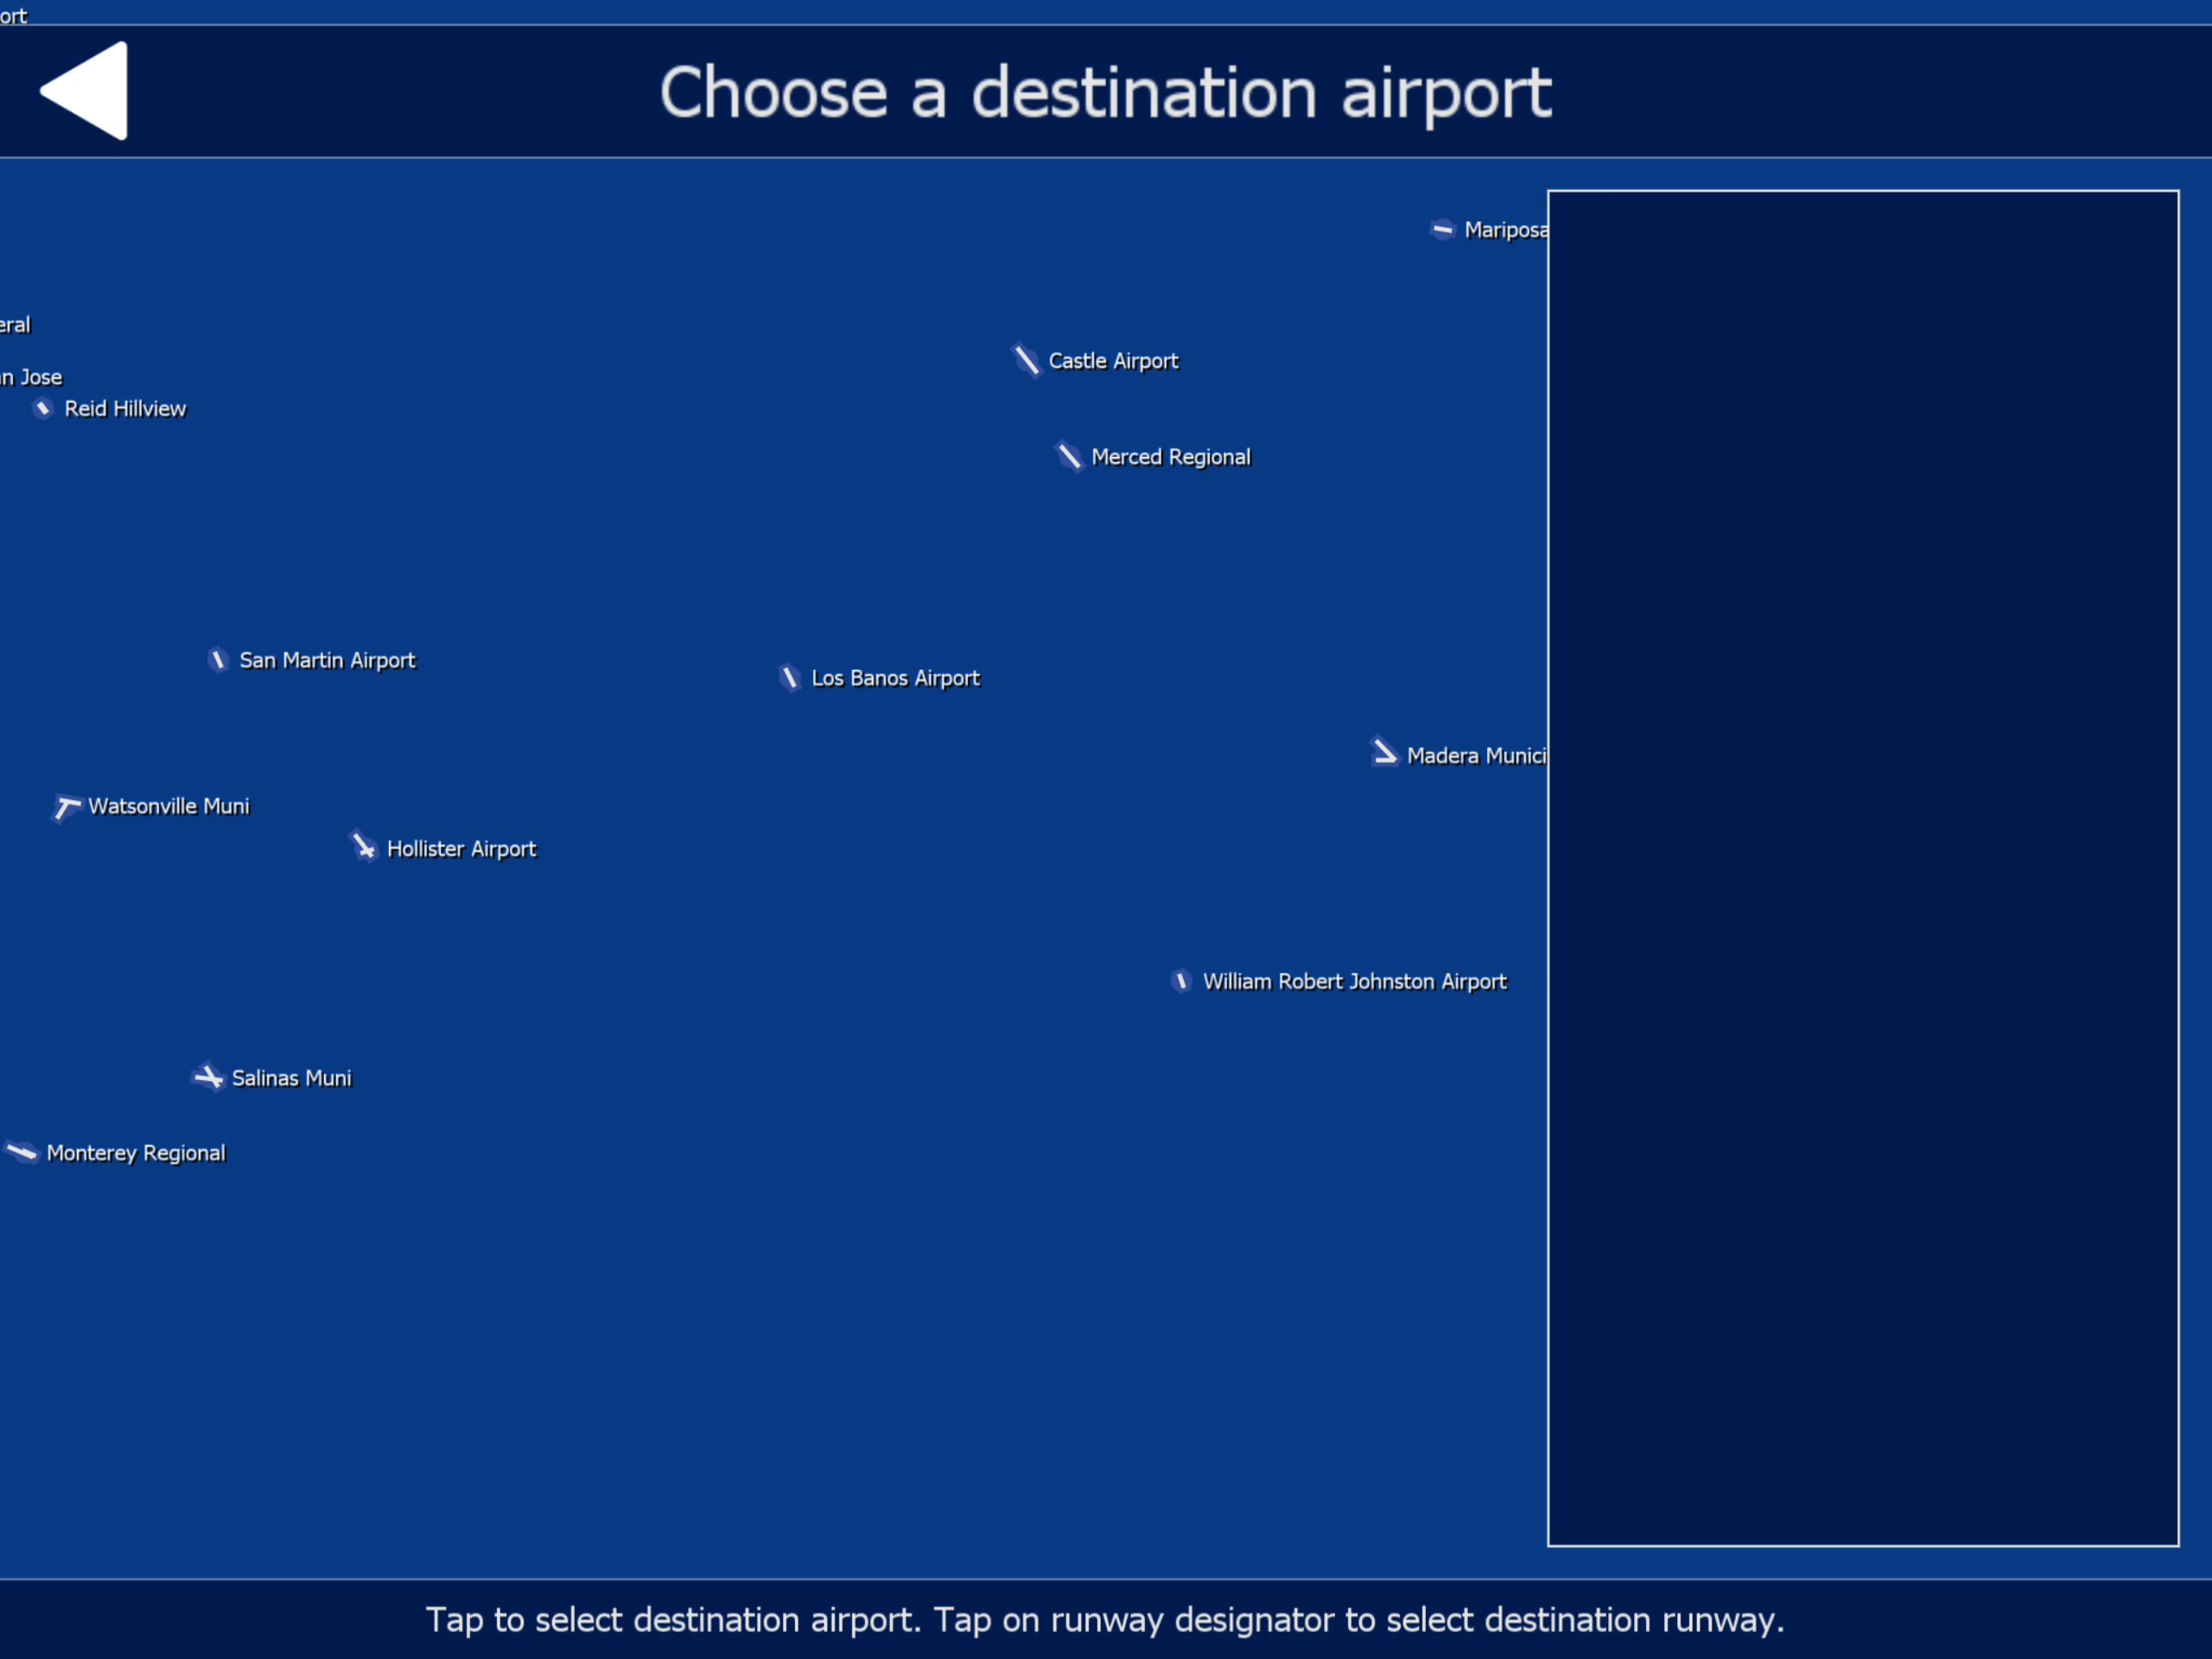 ort
Choose a destination airport
Mariposa
eral
Castle Airport
n Jose
Reid Hillview
Merced Regional
San Martin Airport
Los Banos Airport
Madera Munici
Watsonville Muni
Hollister Airport
William Robert Johnston Airport
Salinas Muni
Monterey Regional
Tap to select destination airport. Tap on runway designator to select destination runway.